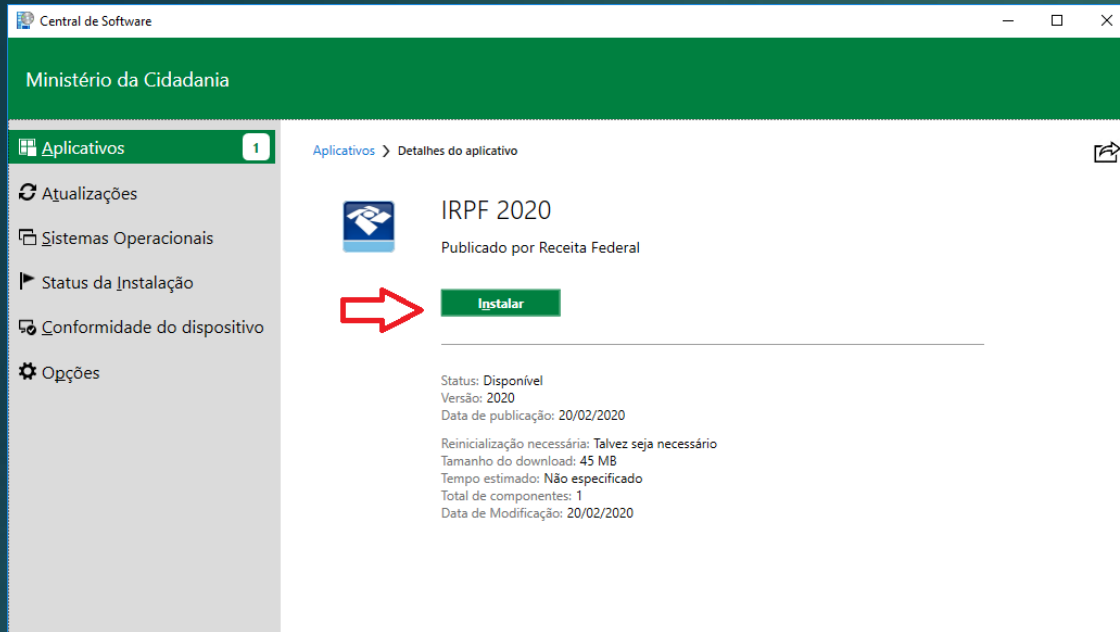 Central de Software
Ministério da Cidadania
Aplicativos 1
Atualizações
Sistemas Operacionais
Status da Instalação
Conformidade do dispositivo
Opções
Aplicativos ❯ Detalhes do aplicativo
IRPF 2020
Publicado por Receita Federal
Instalar
Status: Disponível
Versão: 2020
Data de publicação: 20/02/2020
Reinicialização necessária: Talvez seja necessário
Tamanho do download: 45 MB
Tempo estimado: Não especificado
Total de componentes: 1
Data de Modificação: 20/02/2020